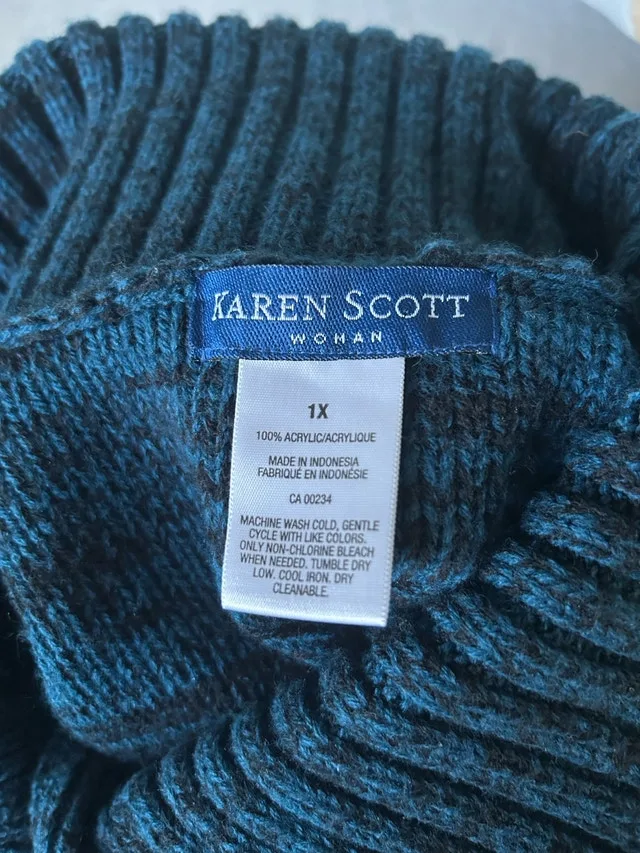 KAREN SCOTT
WOMAN
1X
100% ACRYLIC/ACRYLIQUE
MADE IN INDONESIA
FABRIQUÉ EN INDONÉSIE
CA 00234
MACHINE WASH COLD, GENTLE
CYCLE WITH LIKE COLORS.
ONLY NON-CHLORINE BLEACH
WHEN NEEDED. TUMBLE DRY
LOW. COOL IRON. DRY
CLEANABLE.